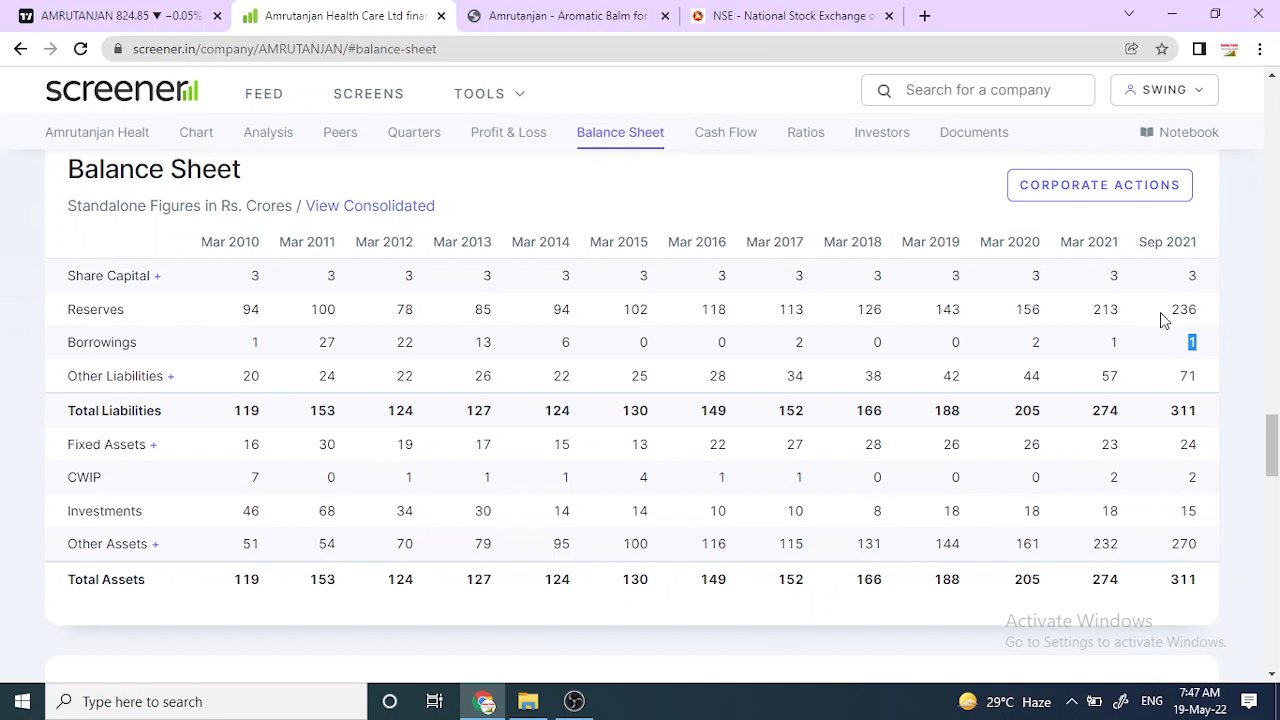 AMRUTANJAN 824.85 ▼ −0.05%
Amrutanjan Health Care Ltd finar
Amrutanjan - Aromatic Balm for
NSE - National Stock Exchange o
screener.in/company/AMRUTANJAN/#balance-sheet
screener
FEED
SCREENS
TOOLS
Search for a company
SWING
Amrutanjan Healt Chart Analysis Peers Quarters Profit & Loss Balance Sheet Cash Flow Ratios Investors Documents Notebook
Balance Sheet
CORPORATE ACTIONS
Standalone Figures in Rs. Crores / View Consolidated
Mar 2010 Mar 2011 Mar 2012 Mar 2013 Mar 2014 Mar 2015 Mar 2016 Mar 2017 Mar 2018 Mar 2019 Mar 2020 Mar 2021 Sep 2021
Share Capital + 3 3 3 3 3 3 3 3 3 3 3 3 3
Reserves 94 100 78 85 94 102 118 113 126 143 156 213 236
Borrowings 1 27 22 13 6 0 0 2 0 0 2 1 1
Other Liabilities + 20 24 22 26 22 25 28 34 38 42 44 57 71
Total Liabilities 119 153 124 127 124 130 149 152 166 188 205 274 311
Fixed Assets + 16 30 19 17 15 13 22 27 28 26 26 23 24
CWIP 7 0 1 1 1 4 1 1 0 0 0 2 2
Investments 46 68 34 30 14 14 10 10 8 18 18 18 15
Other Assets + 51 54 70 79 95 100 116 115 131 144 161 232 270
Total Assets 119 153 124 127 124 130 149 152 166 188 205 274 311
Activate Windows
Go to Settings to activate Windows.
Type here to search
29°C Haze
ENG
7:47 AM
19-May-22